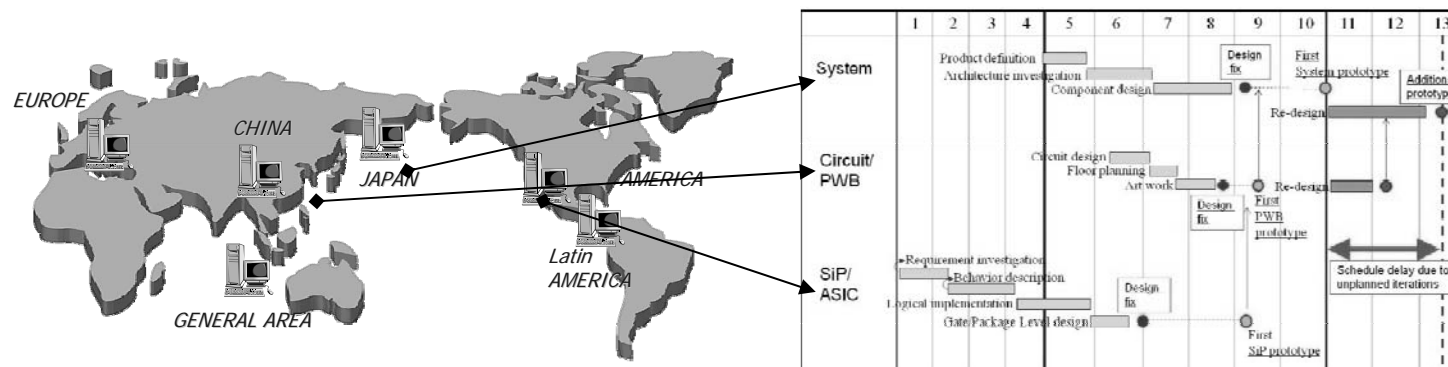 EUROPE
CHINA
JAPAN
AMERICA
Latin
AMERICA
GENERAL AREA
1 2 3 4 5 6 7 8 9 10 11 12 13
System
Product definition
Architecture investigation
Component design
Design
fix
First
System prototype
Addition
prototype
Re-design
Circuit/
PWB
Circuit design
Floor planning
Art work
Design
fix
First
PWB
prototype
Re-design
Schedule delay due to
unplanned iterations
SiP/
ASIC
Requirement investigation
Behavior description
Logical implementation
Gate/Package Level design
Design
fix
First
SiP prototype